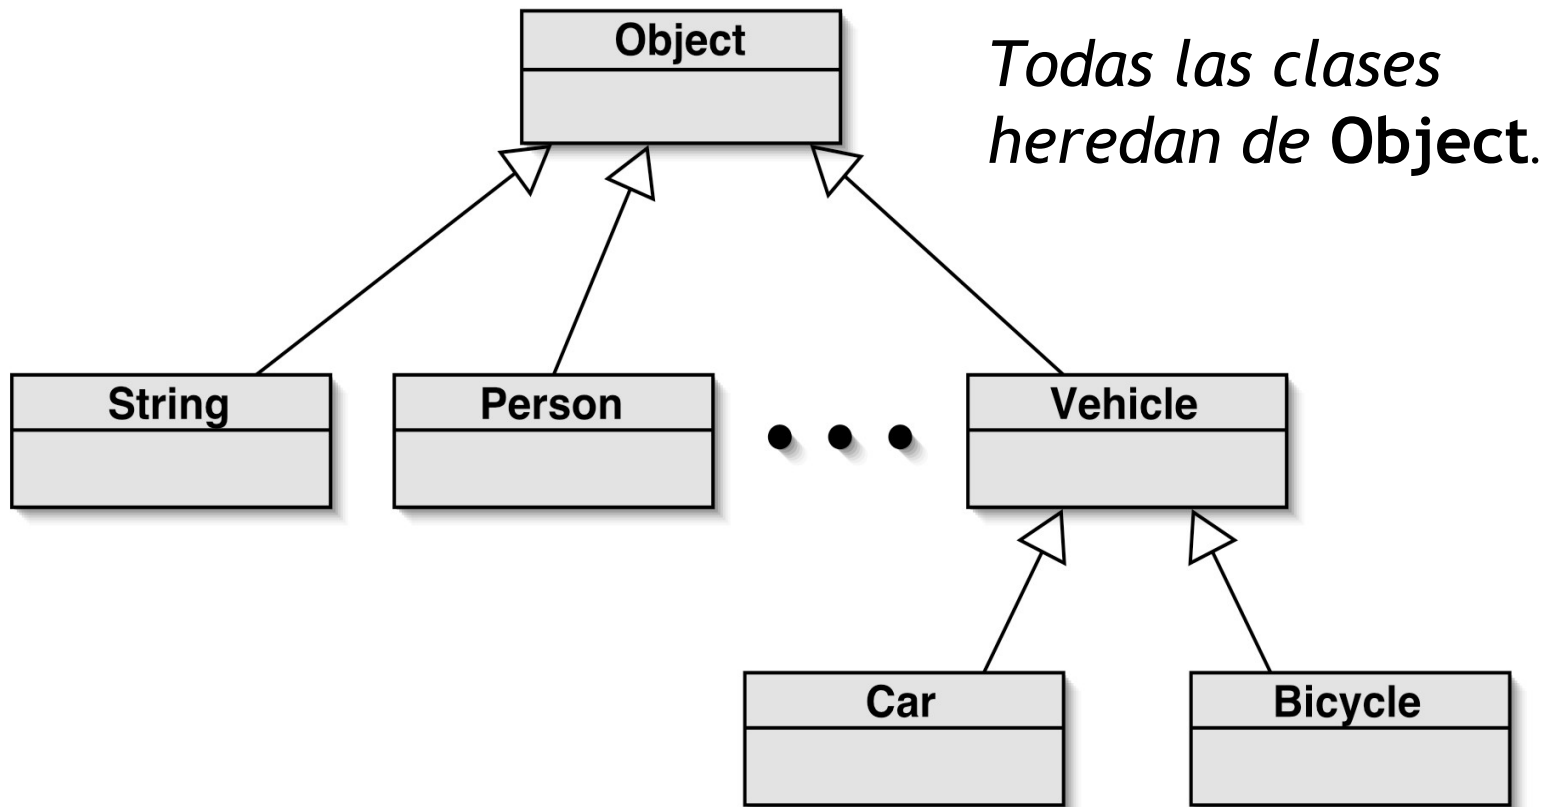 Object
Todas las clases
heredan de Object.
String
Person
Vehicle
Car
Bicycle